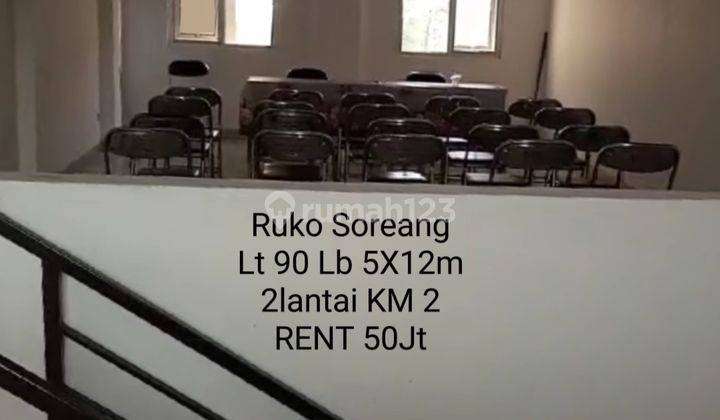 rumah123
Ruko Soreang
Lt 90 Lb 5X12m
2lantai KM 2
RENT 50Jt